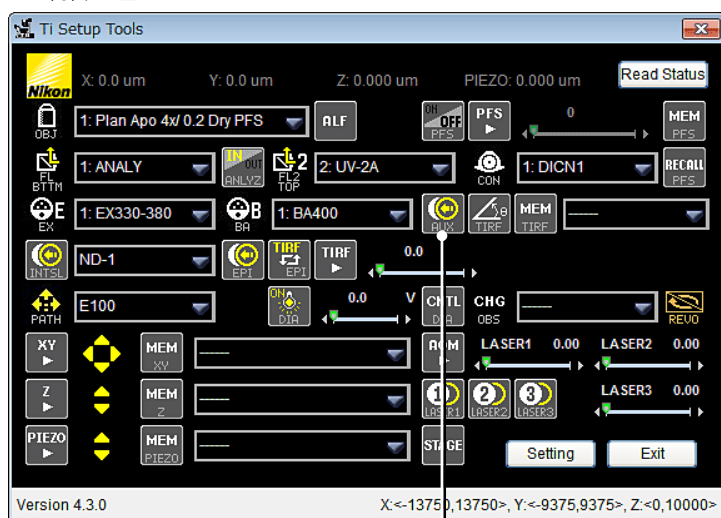 Ti Setup Tools
Nikon X: 0.0 um Y: 0.0 um Z: 0.000 um PIEZO: 0.000 um Read Status
OBJ 1: Plan Apo 4x/ 0.2 Dry PFS ALF ON OFF PFS PFS 0 MEM PFS
FL BTTM 1: ANALY IN OUT ANLYZ 2 FL2 TOP 2: UV-2A CON 1: DICN1 RECALL PFS
E EX 1: EX330-380 B BA 1: BA400 AUX θ TIRF MEM TIRF -----
INTSL ND-1 EPI TIRF EPI TIRF 0.0
PATH E100 ON DIA 0.0 V CNTL DIA CHG OBS ----- REVO
XY MEM XY ----- AOM LASER1 0.00 LASER2 0.00
Z MEM Z ----- 1 LASER1 2 LASER2 3 LASER3 LASER3 0.00
PIEZO MEM PIEZO ----- STAGE Setting Exit
Version 4.3.0 X:<-13750,13750>, Y:<-9375,9375>, Z:<0,10000>